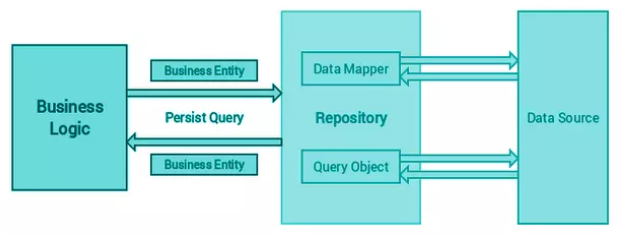 Business
Logic
Business Entity
Persist Query
Business Entity
Data Mapper
Repository
Query Object
Data Source